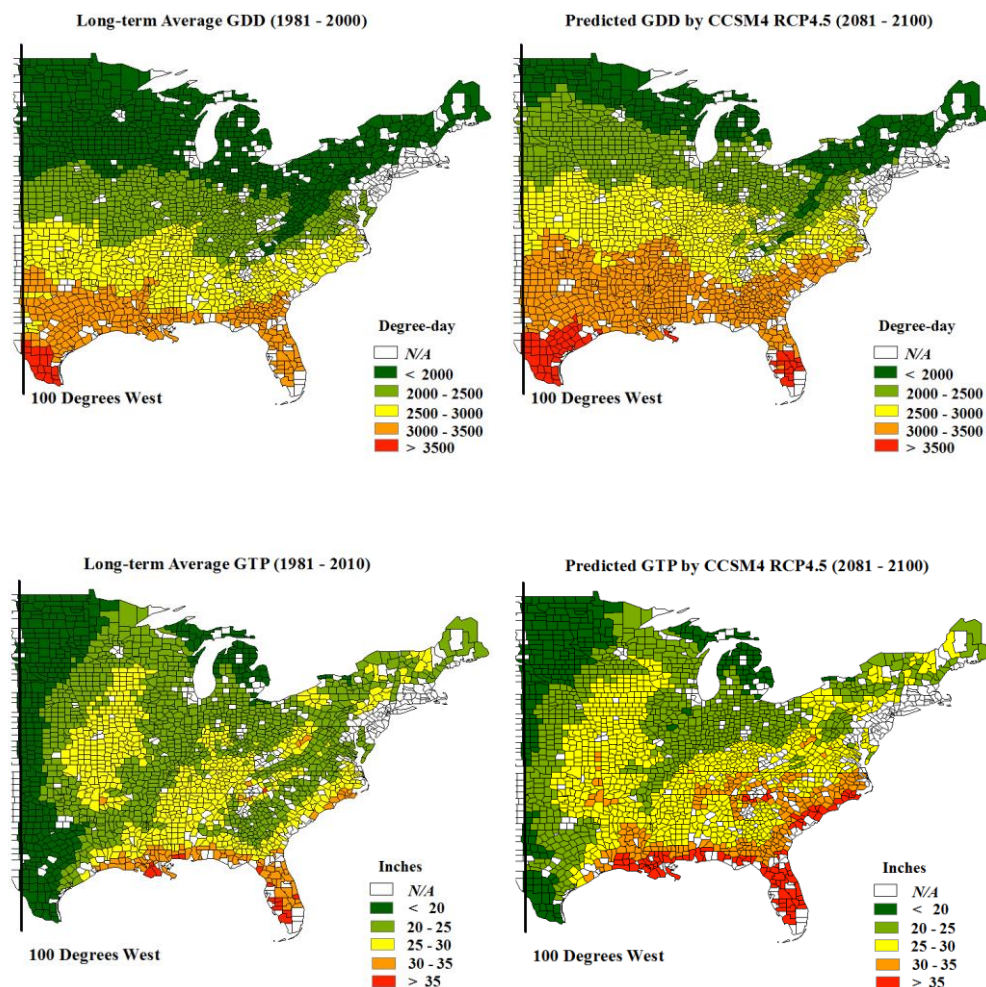 Long-term Average GDD (1981 - 2000)
Predicted GDD by CCSM4 RCP4.5 (2081 - 2100)
Degree-day
N/A
< 2000
2000 - 2500
2500 - 3000
3000 - 3500
> 3500
100 Degrees West
Degree-day
N/A
< 2000
2000 - 2500
2500 - 3000
3000 - 3500
> 3500
100 Degrees West
Long-term Average GTP (1981 - 2010)
Predicted GTP by CCSM4 RCP4.5 (2081 - 2100)
Inches
N/A
< 20
20 - 25
25 - 30
30 - 35
> 35
100 Degrees West
Inches
N/A
< 20
20 - 25
25 - 30
30 - 35
> 35
100 Degrees West